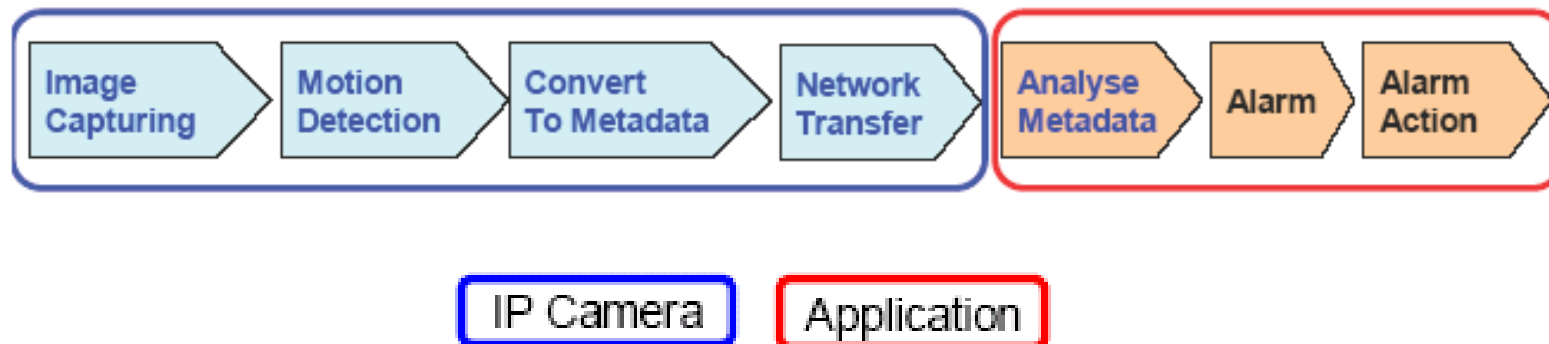 Image
Capturing
Motion
Detection
Convert
To Metadata
Network
Transfer
Analyse
Metadata
Alarm
Alarm
Action
IP Camera
Application